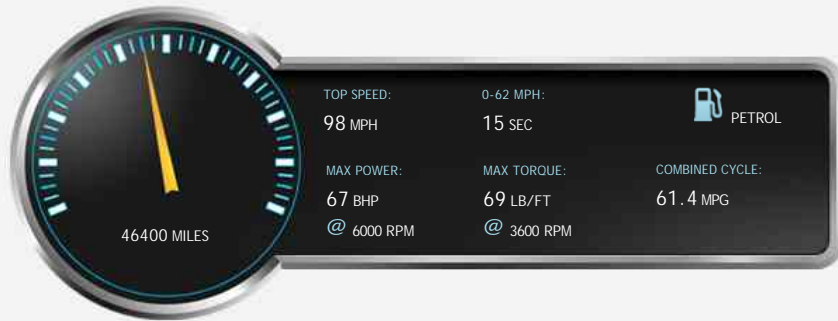 46400 MILES
TOP SPEED:
98 MPH
0-62 MPH:
15 SEC
PETROL
MAX POWER:
67 BHP
@ 6000 RPM
MAX TORQUE:
69 LB/FT
@ 3600 RPM
COMBINED CYCLE:
61.4 MPG